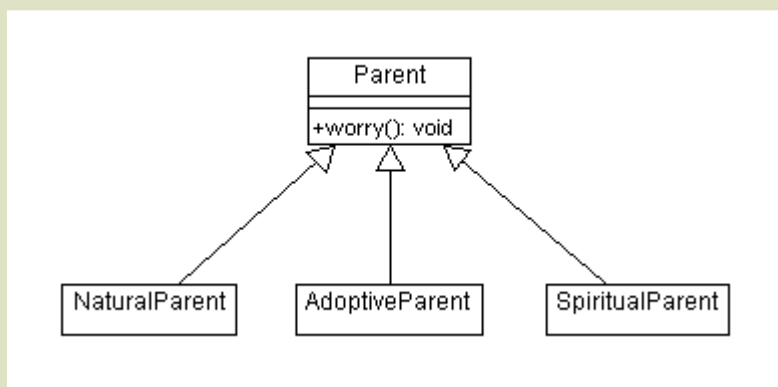 Parent
+worry(): void
NaturalParent
AdoptiveParent
SpiritualParent